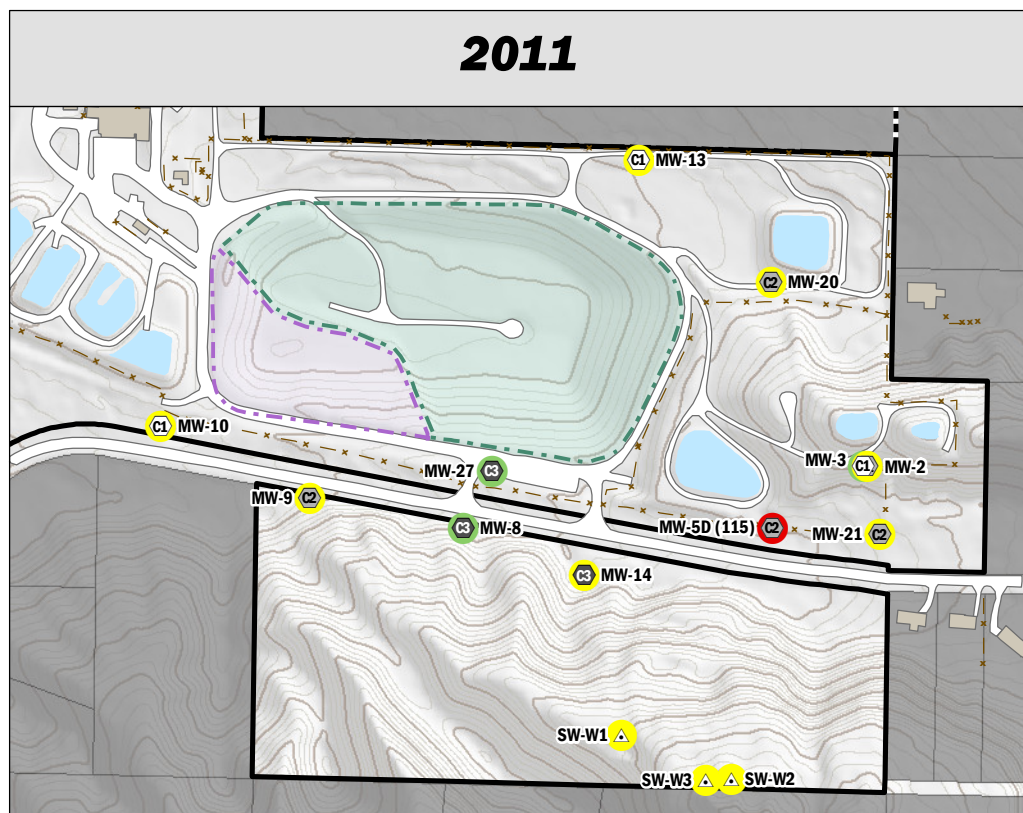 2011
C1 MW-13
C2 MW-20
C1 MW-10
MW-3 C1 MW-2
MW-27 C3
MW-9 C2
C3 MW-8
MW-5D (115) C2
MW-21 C2
C3 MW-14
SW-W1
SW-W3
SW-W2